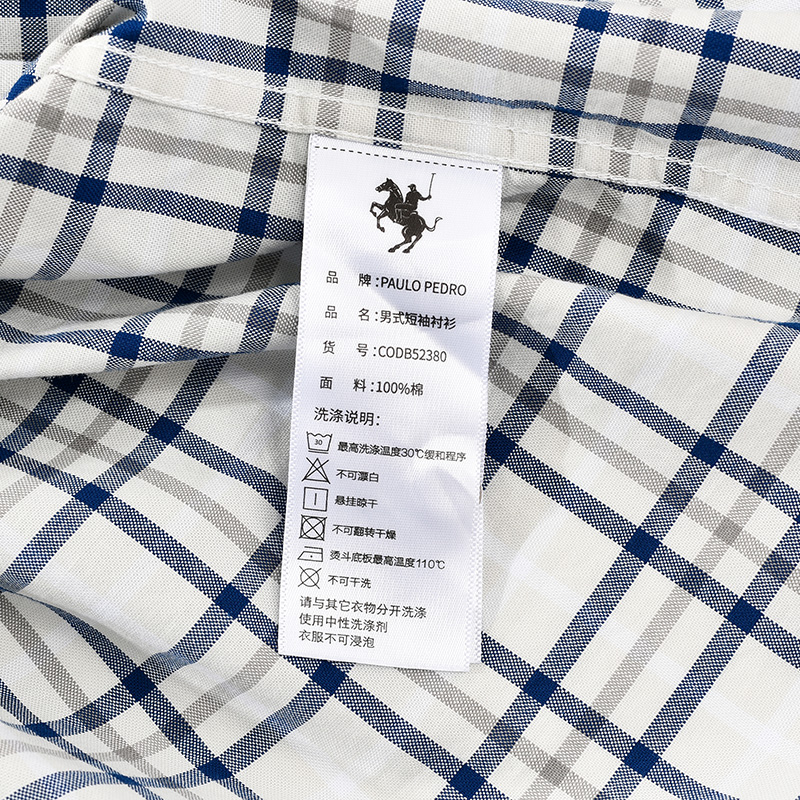 品 牌:PAULO PEDRO
品 名:男式短袖衬衫
货 号:CODB52380
面 料:100%棉
洗涤说明:
30 最高洗涤温度30℃缓和程序
不可漂白
悬挂晾干
不可翻转干燥
烫斗底板最高温度110℃
不可干洗
请与其它衣物分开洗涤
使用中性洗涤剂
衣服不可浸泡